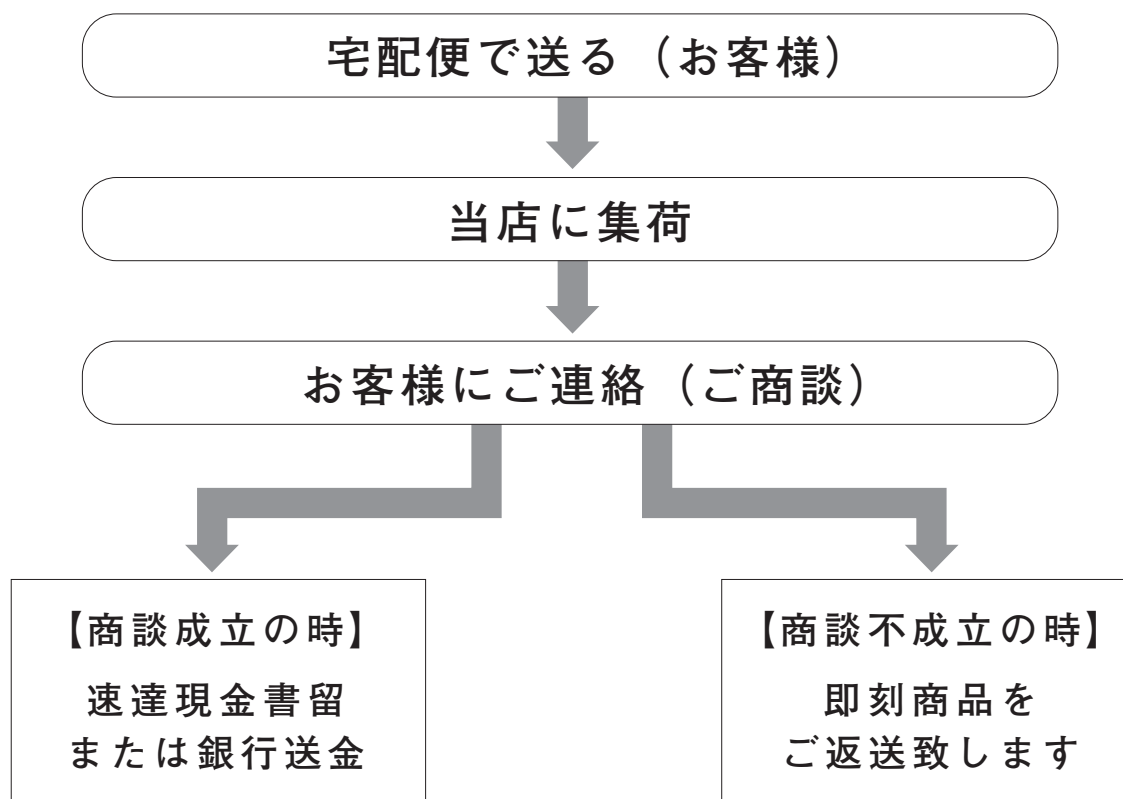 宅配便で送る（お客様）
当店に集荷
お客様にご連絡（ご商談）
【商談成立の時】
速達現金書留
または銀行送金
【商談不成立の時】
即刻商品を
ご返送致します